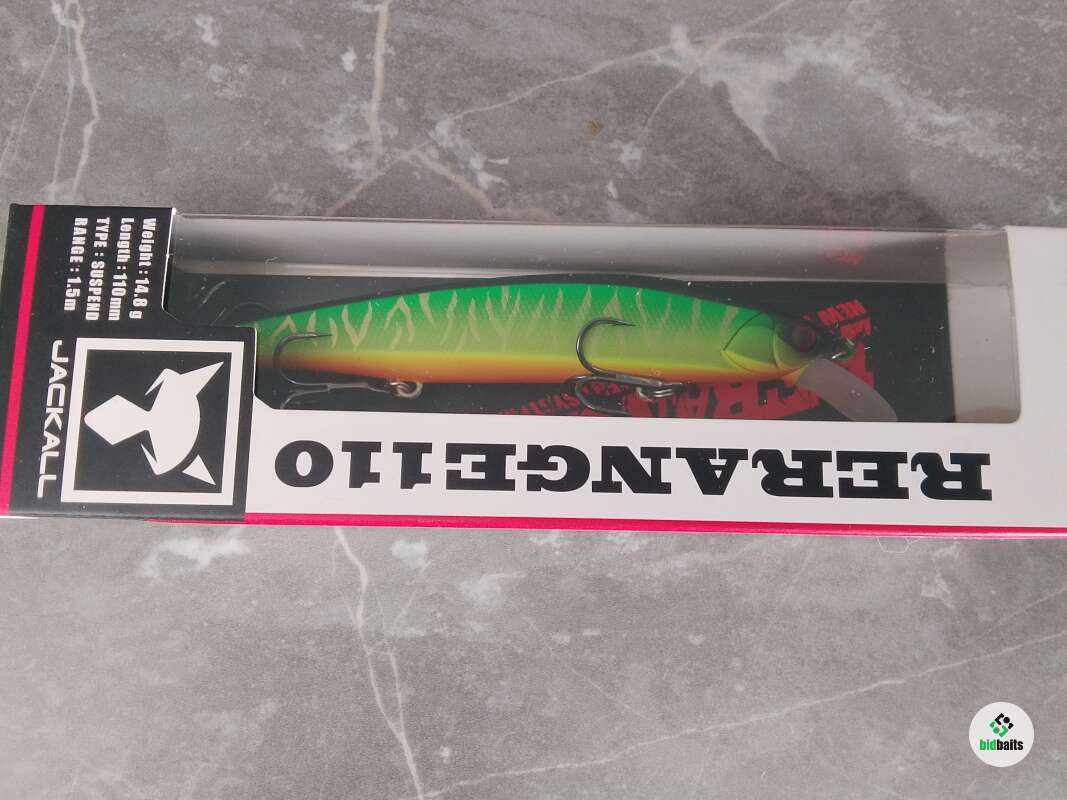 Weight : 14.8 g
Length : 110mm
TYPE : SUSPEND
RANGE : 1.5m
JACKALL
RERANGE110
bidbaits